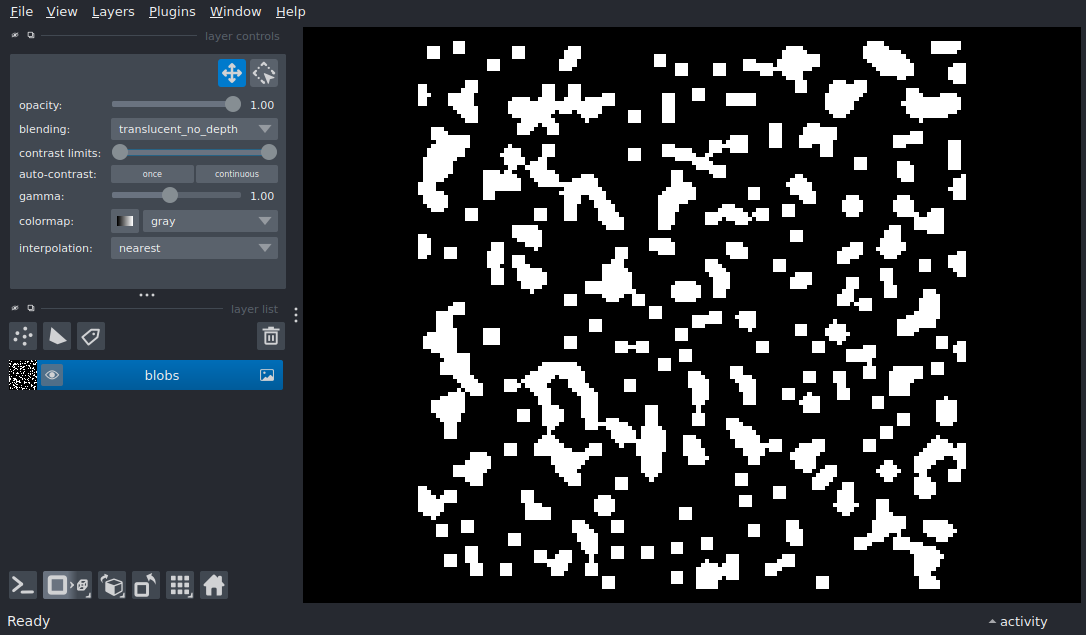 File View Layers Plugins Window Help
layer controls
opacity: 1.00
blending: translucent_no_depth
contrast limits:
auto-contrast: once continuous
gamma: 1.00
colormap: gray
interpolation: nearest
layer list
blobs
Ready activity